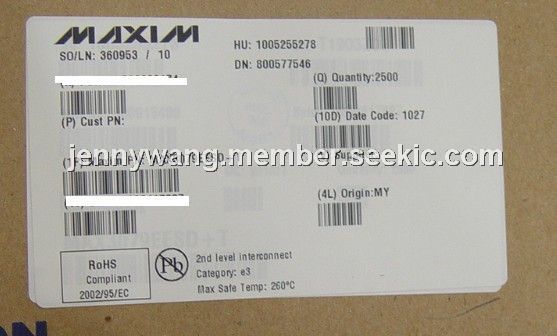 MAXIM
SO/LN: 360953 / 10
HU: 1005255278
DN: 800577546
(Q) Quantity:2500
(P) Cust PN:
(10D) Date Code: 1027
jennywang-member.seekic.com
(4L) Origin:MY
RoHS
Compliant
2002/95/EC
Pb
2nd level interconnect
Category: e3
Max Safe Temp: 260°C